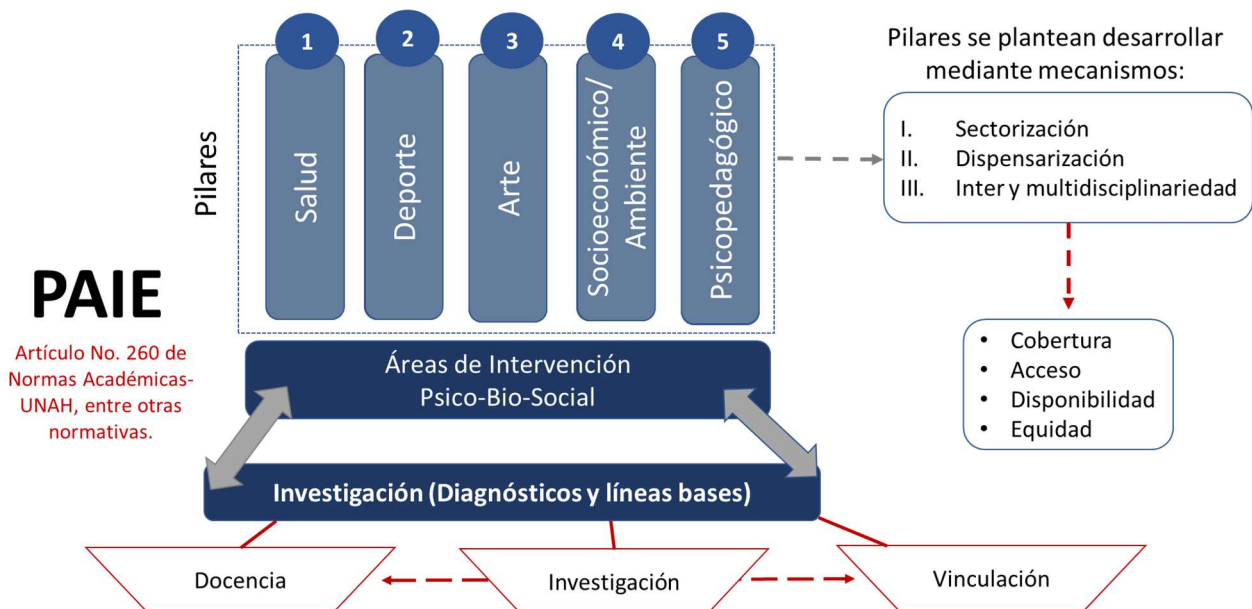 1
2
3
4
5
Pilares
Salud
Deporte
Arte
Socioeconómico/
Ambiente
Psicopedagógico
Pilares se plantean desarrollar
mediante mecanismos:
I. Sectorización
II. Dispensarización
III. Inter y multidisciplinariedad
• Cobertura
• Acceso
• Disponibilidad
• Equidad
PAIE
Artículo No. 260 de
Normas Académicas-
UNAH, entre otras
normativas.
Áreas de Intervención
Psico-Bio-Social
Investigación (Diagnósticos y líneas bases)
Docencia
Investigación
Vinculación